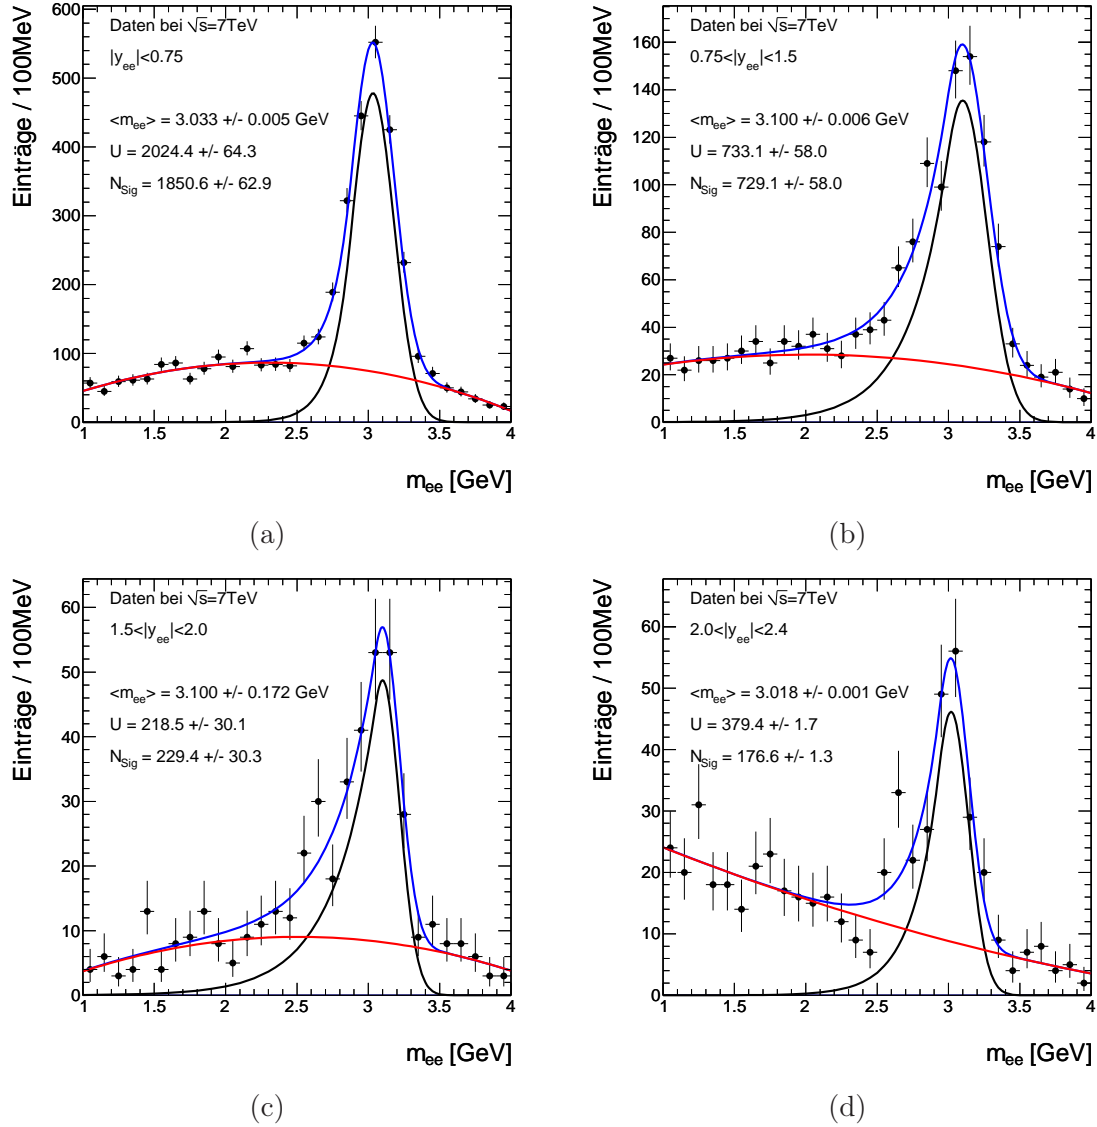 Einträge / 100MeV
600
500
400
300
200
100
0
Daten bei √s=7TeV
|y_ee|<0.75
<m_ee> = 3.033 +/- 0.005 GeV
U = 2024.4 +/- 64.3
N_Sig = 1850.6 +/- 62.9
1 1.5 2 2.5 3 3.5 4
m_ee [GeV]
(a)
Einträge / 100MeV
160
140
120
100
80
60
40
20
0
Daten bei √s=7TeV
0.75<|y_ee|<1.5
<m_ee> = 3.100 +/- 0.006 GeV
U = 733.1 +/- 58.0
N_Sig = 729.1 +/- 58.0
1 1.5 2 2.5 3 3.5 4
m_ee [GeV]
(b)
Einträge / 100MeV
60
50
40
30
20
10
0
Daten bei √s=7TeV
1.5<|y_ee|<2.0
<m_ee> = 3.100 +/- 0.172 GeV
U = 218.5 +/- 30.1
N_Sig = 229.4 +/- 30.3
1 1.5 2 2.5 3 3.5 4
m_ee [GeV]
(c)
Einträge / 100MeV
60
50
40
30
20
10
0
Daten bei √s=7TeV
2.0<|y_ee|<2.4
<m_ee> = 3.018 +/- 0.001 GeV
U = 379.4 +/- 1.7
N_Sig = 176.6 +/- 1.3
1 1.5 2 2.5 3 3.5 4
m_ee [GeV]
(d)